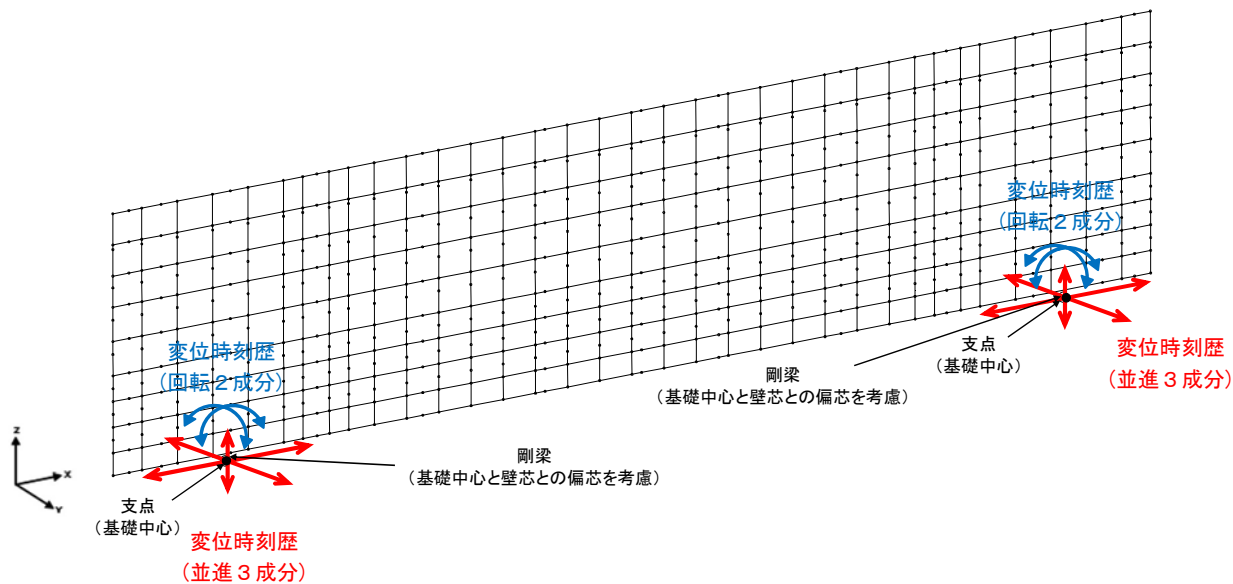 変位時刻歴
(回転２成分)
支点
(基礎中心)
変位時刻歴
(並進３成分)
剛梁
(基礎中心と壁芯との偏芯を考慮)
変位時刻歴
(回転２成分)
剛梁
(基礎中心と壁芯との偏芯を考慮)
支点
(基礎中心)
変位時刻歴
(並進３成分)
Z
X
Y